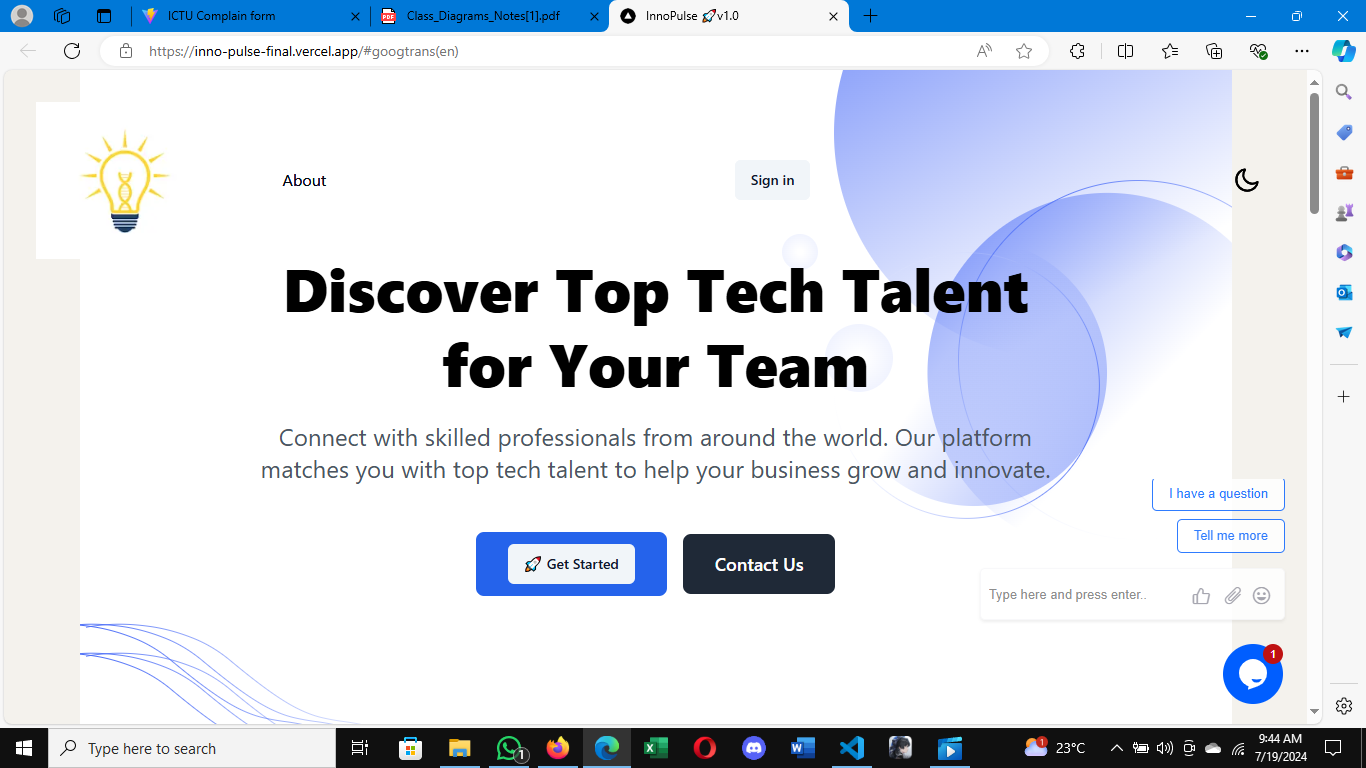 ICTU Complain form
Class_Diagrams_Notes[1].pdf
InnoPulse 🚀v1.0
https://inno-pulse-final.vercel.app/#googtrans(en)
About
Sign in
Discover Top Tech Talent
for Your Team
Connect with skilled professionals from around the world. Our platform
matches you with top tech talent to help your business grow and innovate.
I have a question
Tell me more
🚀 Get Started
Contact Us
Type here and press enter..
1
Type here to search
1
1
23°C
9:44 AM
7/19/2024